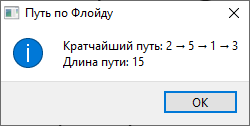 Путь по Флойду
Кратчайший путь: 2 → 5 → 1 → 3
Длина пути: 15
OK